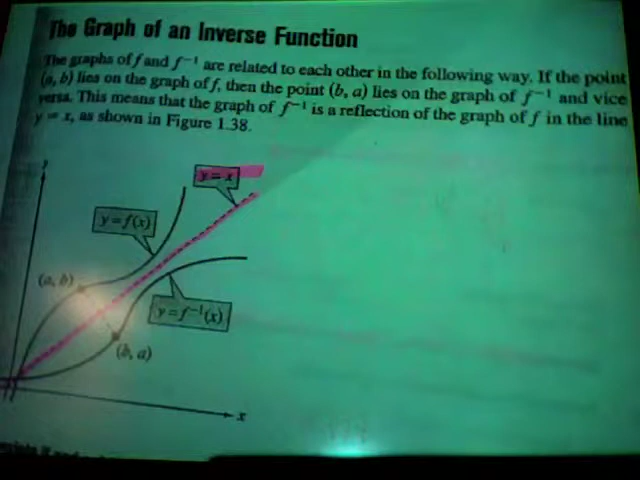 The Graph of an Inverse Function
The graphs of f and f⁻¹ are related to each other in the following way. If the point
(a, b) lies on the graph of f, then the point (b, a) lies on the graph of f⁻¹ and vice
versa. This means that the graph of f⁻¹ is a reflection of the graph of f in the line
y = x, as shown in Figure 1.38.
y
y = x
y = f(x)
(a, b)
y = f⁻¹(x)
(b, a)
x